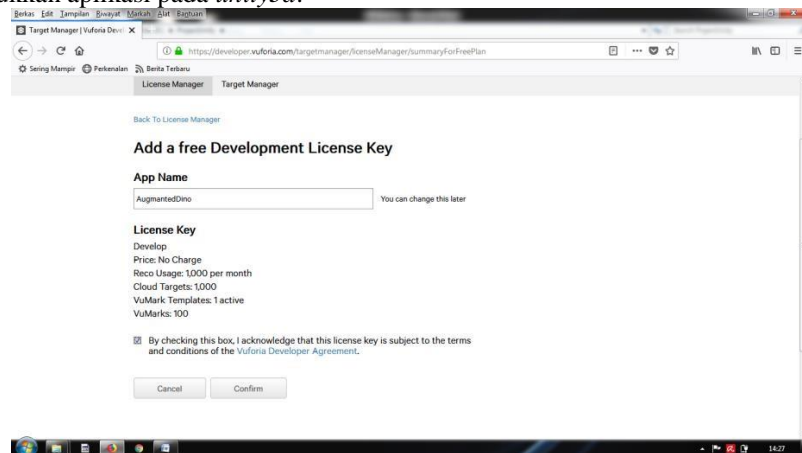 aplikasi pada unity3d.
Berkas Edit Tampilan Riwayat Markah Alat Bantuan
Target Manager | Vuforia Devel
https://developer.vuforia.com/targetmanager/licenseManager/summaryForFreePlan
Sering Mampir Perkenalan Berita Terbaru
License Manager Target Manager
Back To License Manager
Add a free Development License Key
App Name
AugmantedDino You can change this later
License Key
Develop
Price: No Charge
Reco Usage: 1,000 per month
Cloud Targets: 1,000
VuMark Templates: 1 active
VuMarks: 100
By checking this box, I acknowledge that this license key is subject to the terms
and conditions of the Vuforia Developer Agreement.
Cancel Confirm
14:27